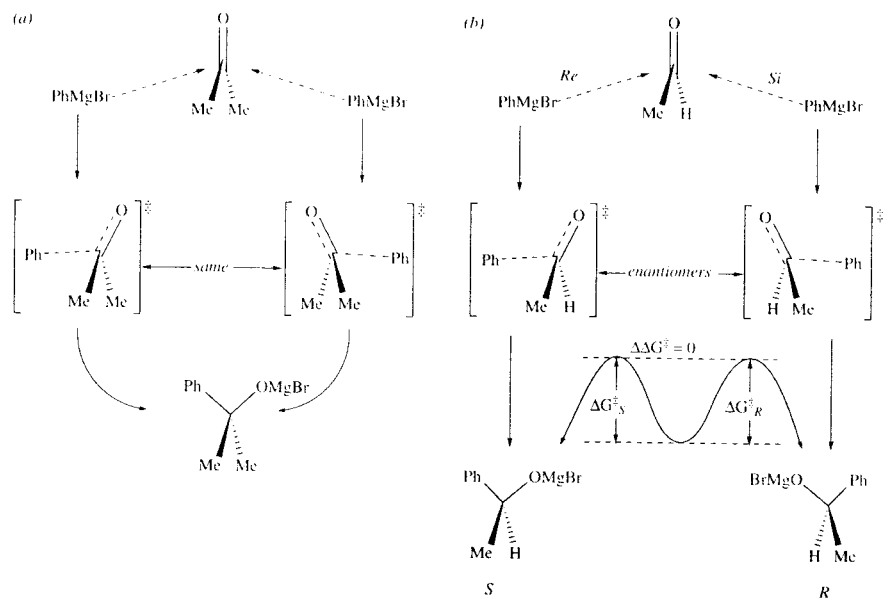 (a)
O
PhMgBr
PhMgBr
Me
Me
Ph
O
‡
Me
Me
same
O
‡
Ph
Me
Me
Ph
OMgBr
Me
Me
(b)
O
Re
Si
PhMgBr
PhMgBr
Me
H
Ph
O
‡
Me
H
enantiomers
O
‡
Ph
H
Me
ΔΔG‡ = 0
ΔG‡S
ΔG‡R
Ph
OMgBr
Me
H
S
BrMgO
Ph
H
Me
R